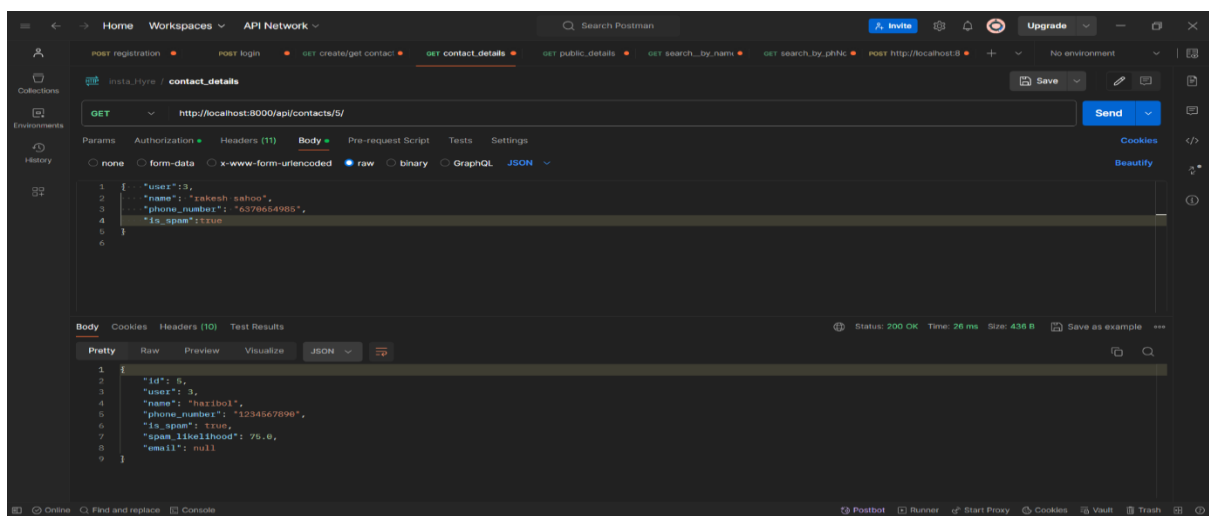 Home Workspaces API Network Search Postman Invite Upgrade
POST registration POST login GET create/get contact GET contact_details GET public_details GET search__by_name GET search_by_phNo POST http://localhost:8 No environment
insta_Hyre / contact_details Save
Collections
GET http://localhost:8000/api/contacts/5/ Send
Environments
Params Authorization Headers (11) Body Pre-request Script Tests Settings Cookies
History
none form-data x-www-form-urlencoded raw binary GraphQL JSON Beautify
1 { "user":3,
2 "name": "rakesh sahoo",
3 "phone_number": "6370654985",
4 "is_spam":true
5 }
6
Body Cookies Headers (10) Test Results Status: 200 OK Time: 26 ms Size: 436 B Save as example
Pretty Raw Preview Visualize JSON
1 {
2 "id": 5,
3 "user": 3,
4 "name": "haribol",
5 "phone_number": "1234567890",
6 "is_spam": true,
7 "spam_likelihood": 75.0,
8 "email": null
9 }
Online Find and replace Console Postbot Runner Start Proxy Cookies Vault Trash